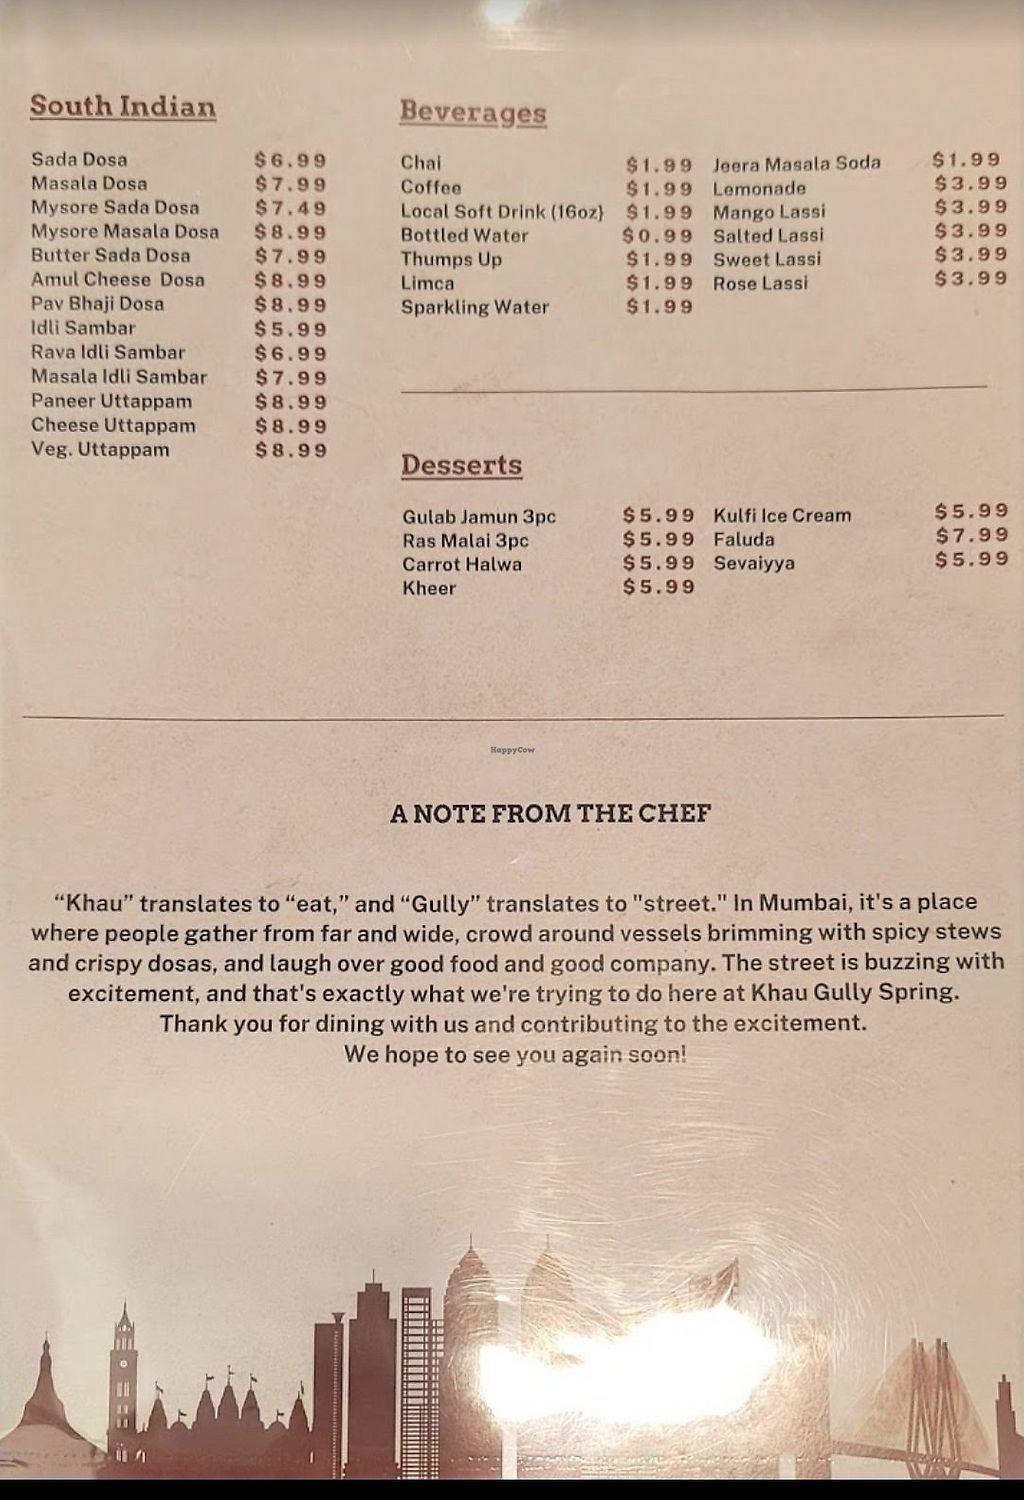 South Indian
Sada Dosa $6.99
Masala Dosa $7.99
Mysore Sada Dosa $7.49
Mysore Masala Dosa $8.99
Butter Sada Dosa $7.99
Amul Cheese Dosa $8.99
Pav Bhaji Dosa $8.99
Idli Sambar $5.99
Rava Idli Sambar $6.99
Masala Idli Sambar $7.99
Paneer Uttappam $8.99
Cheese Uttappam $8.99
Veg. Uttappam $8.99
Beverages
Chai $1.99 Jeera Masala Soda $1.99
Coffee $1.99 Lemonade $3.99
Local Soft Drink (16oz) $1.99 Mango Lassi $3.99
Bottled Water $0.99 Salted Lassi $3.99
Thumps Up $1.99 Sweet Lassi $3.99
Limca $1.99 Rose Lassi $3.99
Sparkling Water $1.99
Desserts
Gulab Jamun 3pc $5.99 Kulfi Ice Cream $5.99
Ras Malai 3pc $5.99 Faluda $7.99
Carrot Halwa $5.99 Sevaiyya $5.99
Kheer $5.99
HappyCow
A NOTE FROM THE CHEF
“Khau” translates to “eat,” and “Gully” translates to "street." In Mumbai, it's a place
where people gather from far and wide, crowd around vessels brimming with spicy stews
and crispy dosas, and laugh over good food and good company. The street is buzzing with
excitement, and that's exactly what we're trying to do here at Khau Gully Spring.
Thank you for dining with us and contributing to the excitement.
We hope to see you again soon!